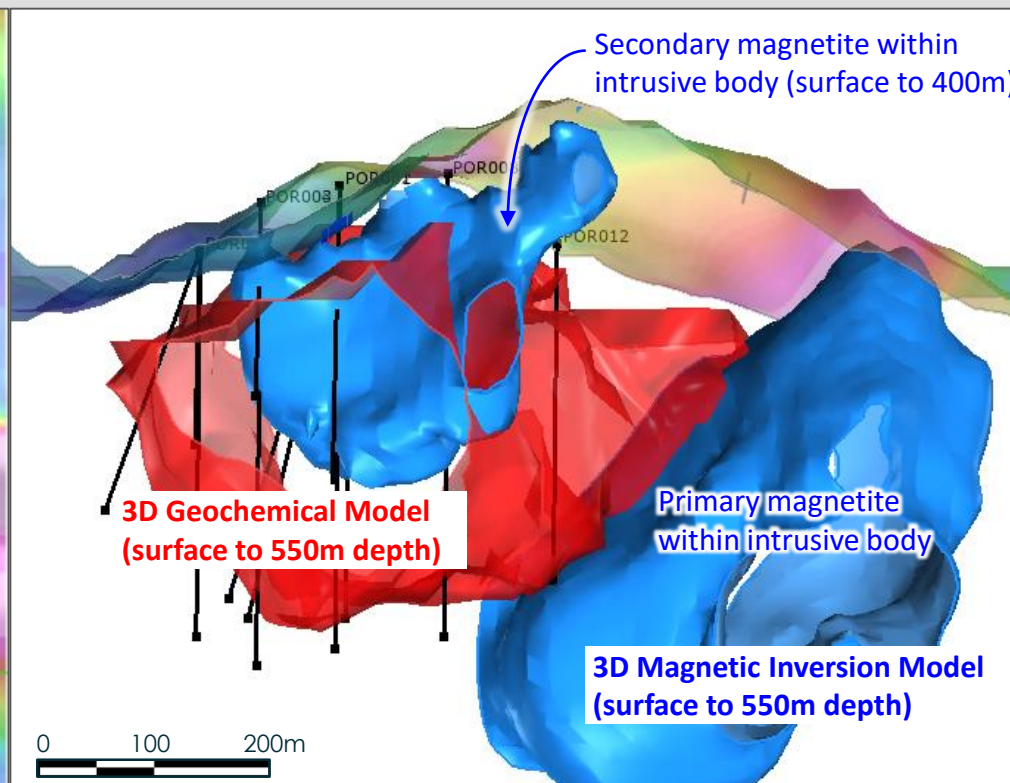 Secondary magnetite within
intrusive body (surface to 400m)
POR003
POR012
3D Geochemical Model
(surface to 550m depth)
Primary magnetite
within intrusive body
3D Magnetic Inversion Model
(surface to 550m depth)
0 100 200m